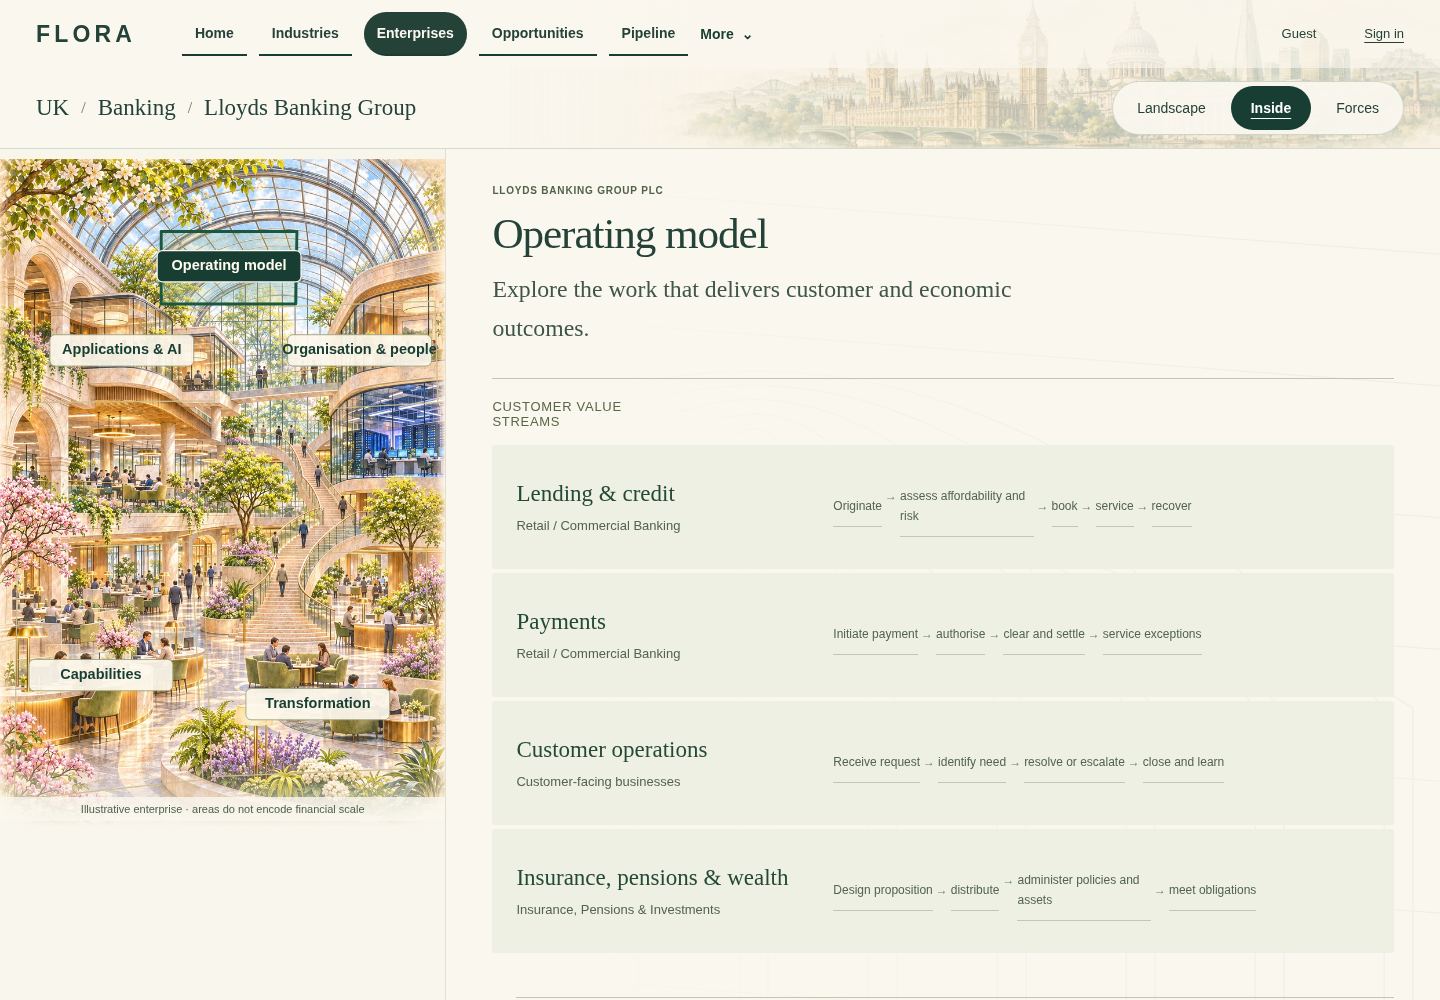 FLORA
Home
Industries
Enterprises
Opportunities
Pipeline
More
Guest
Sign in
UK / Banking / Lloyds Banking Group
Landscape
Inside
Forces
Operating model
Applications & AI
Organisation & people
Capabilities
Transformation
Illustrative enterprise · areas do not encode financial scale
LLOYDS BANKING GROUP PLC
Operating model
Explore the work that delivers customer and economic
outcomes.
CUSTOMER VALUE
STREAMS
Lending & credit
Retail / Commercial Banking
Originate → assess affordability and
risk → book → service → recover
Payments
Retail / Commercial Banking
Initiate payment → authorise → clear and settle → service exceptions
Customer operations
Customer-facing businesses
Receive request → identify need → resolve or escalate → close and learn
Insurance, pensions & wealth
Insurance, Pensions & Investments
Design proposition → distribute → administer policies and
assets → meet obligations